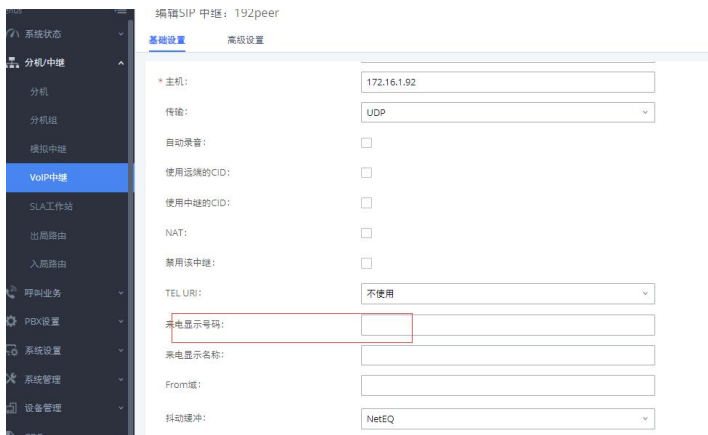 编辑SIP 中继：192peer
系统状态
基础设置 高级设置
分机/中继
* 主机： 172.16.1.92
分机
传输： UDP
分机组
自动录音：
模拟中继
使用远端的CID：
VoIP中继
使用中继的CID：
SLA工作站
NAT：
出局路由
禁用该中继：
入局路由
TEL URI： 不使用
呼叫业务
来电显示号码：
PBX设置
来电显示名称：
系统设置
From域：
系统管理
抖动缓冲： NetEQ
设备管理